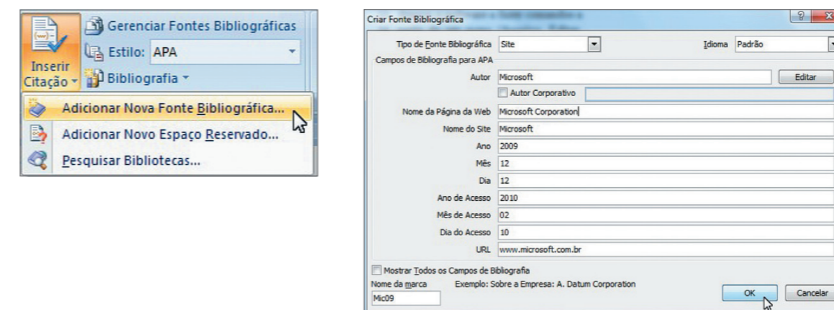 Gerenciar Fontes Bibliográficas
Estilo: APA
Inserir
Citação
Bibliografia
Adicionar Nova Fonte Bibliográfica...
Adicionar Novo Espaço Reservado...
Pesquisar Bibliotecas...
Criar Fonte Bibliográfica
Tipo de Fonte Bibliográfica Site Idioma Padrão
Campos de Bibliografia para APA
Autor Microsoft Editar
Autor Corporativo
Nome da Página da Web Microsoft Corporation
Nome do Site Microsoft
Ano 2009
Mês 12
Dia 12
Ano de Acesso 2010
Mês de Acesso 02
Dia do Acesso 10
URL www.microsoft.com.br
Mostrar Todos os Campos de Bibliografia
Nome da marca Exemplo: Sobre a Empresa: A. Datum Corporation
Mic09
OK Cancelar